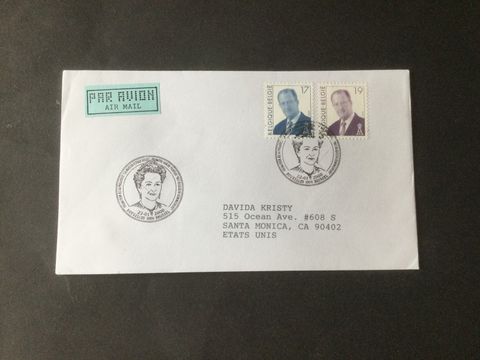 PAR AVION
AIR MAIL
17
BELGIQUE-BELGIE
19
BELGIQUE-BELGIE
DAVIDA KRISTY
515 Ocean Ave. #608 S
SANTA MONICA, CA 90402
ETATS UNIS